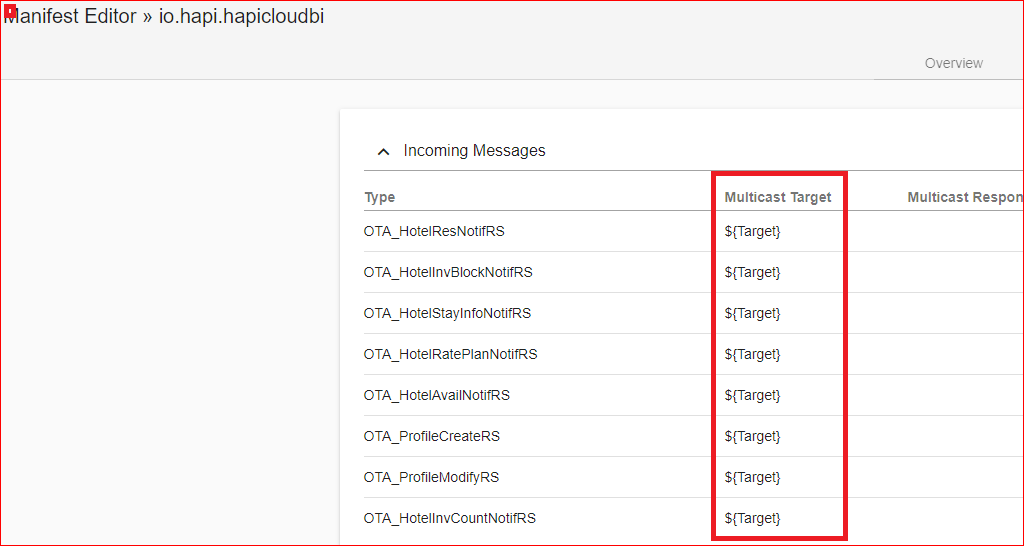 Manifest Editor » io.hapi.hapicloudbi
Overview
Incoming Messages
Type Multicast Target Multicast Respon
OTA_HotelResNotifRS ${Target}
OTA_HotelInvBlockNotifRS ${Target}
OTA_HotelStayInfoNotifRS ${Target}
OTA_HotelRatePlanNotifRS ${Target}
OTA_HotelAvailNotifRS ${Target}
OTA_ProfileCreateRS ${Target}
OTA_ProfileModifyRS ${Target}
OTA_HotelInvCountNotifRS ${Target}